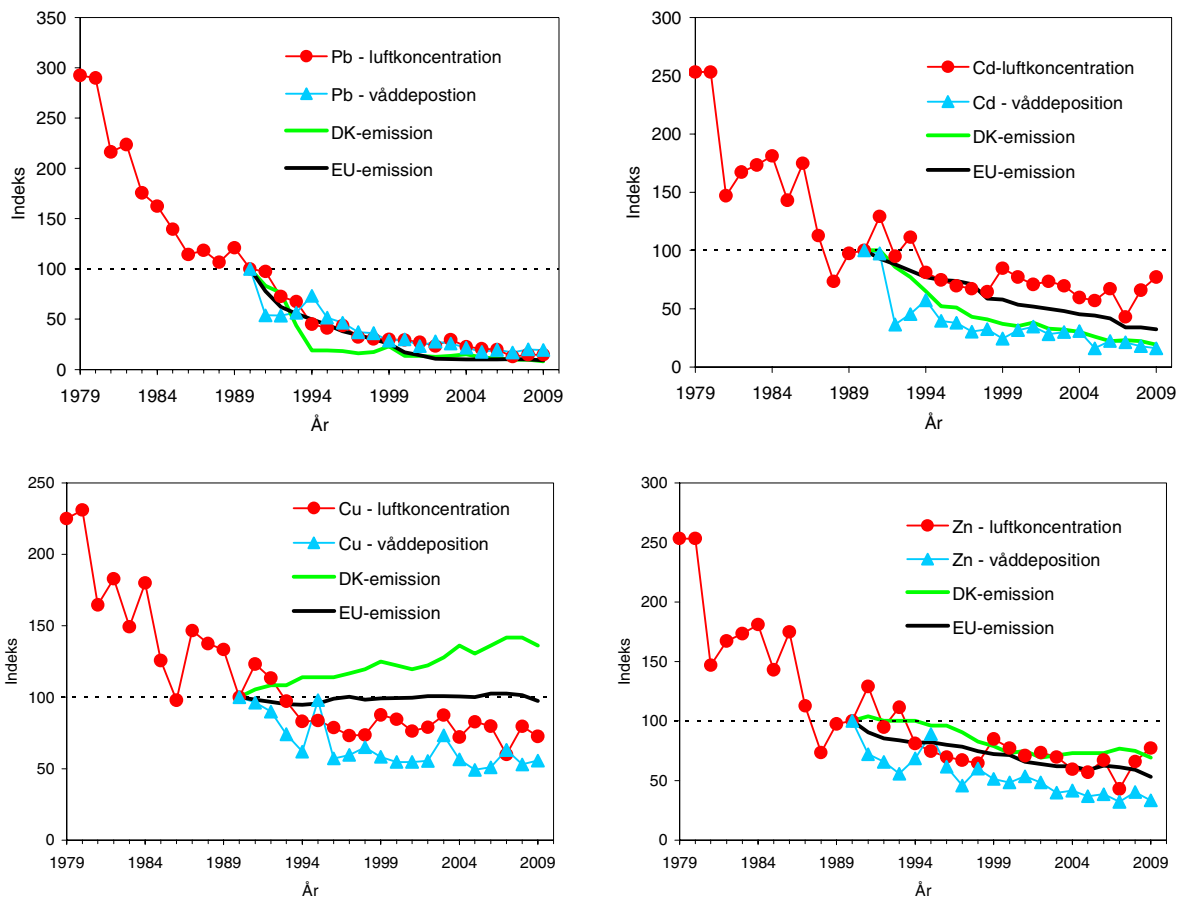 350
300
250
200
150
100
50
0
Indeks
Pb - luftkoncentration
Pb - våddepostion
DK-emission
EU-emission
1979 1984 1989 1994 1999 2004 2009
År
300
250
200
150
100
50
0
Indeks
Cd-luftkoncentration
Cd - våddeposition
DK-emission
EU-emission
1979 1984 1989 1994 1999 2004 2009
År
250
200
150
100
50
0
Indeks
Cu - luftkoncentration
Cu - våddeposition
DK-emission
EU-emission
1979 1984 1989 1994 1999 2004 2009
År
300
250
200
150
100
50
0
Indeks
Zn - luftkoncentration
Zn - våddeposition
DK-emission
EU-emission
1979 1984 1989 1994 1999 2004 2009
År